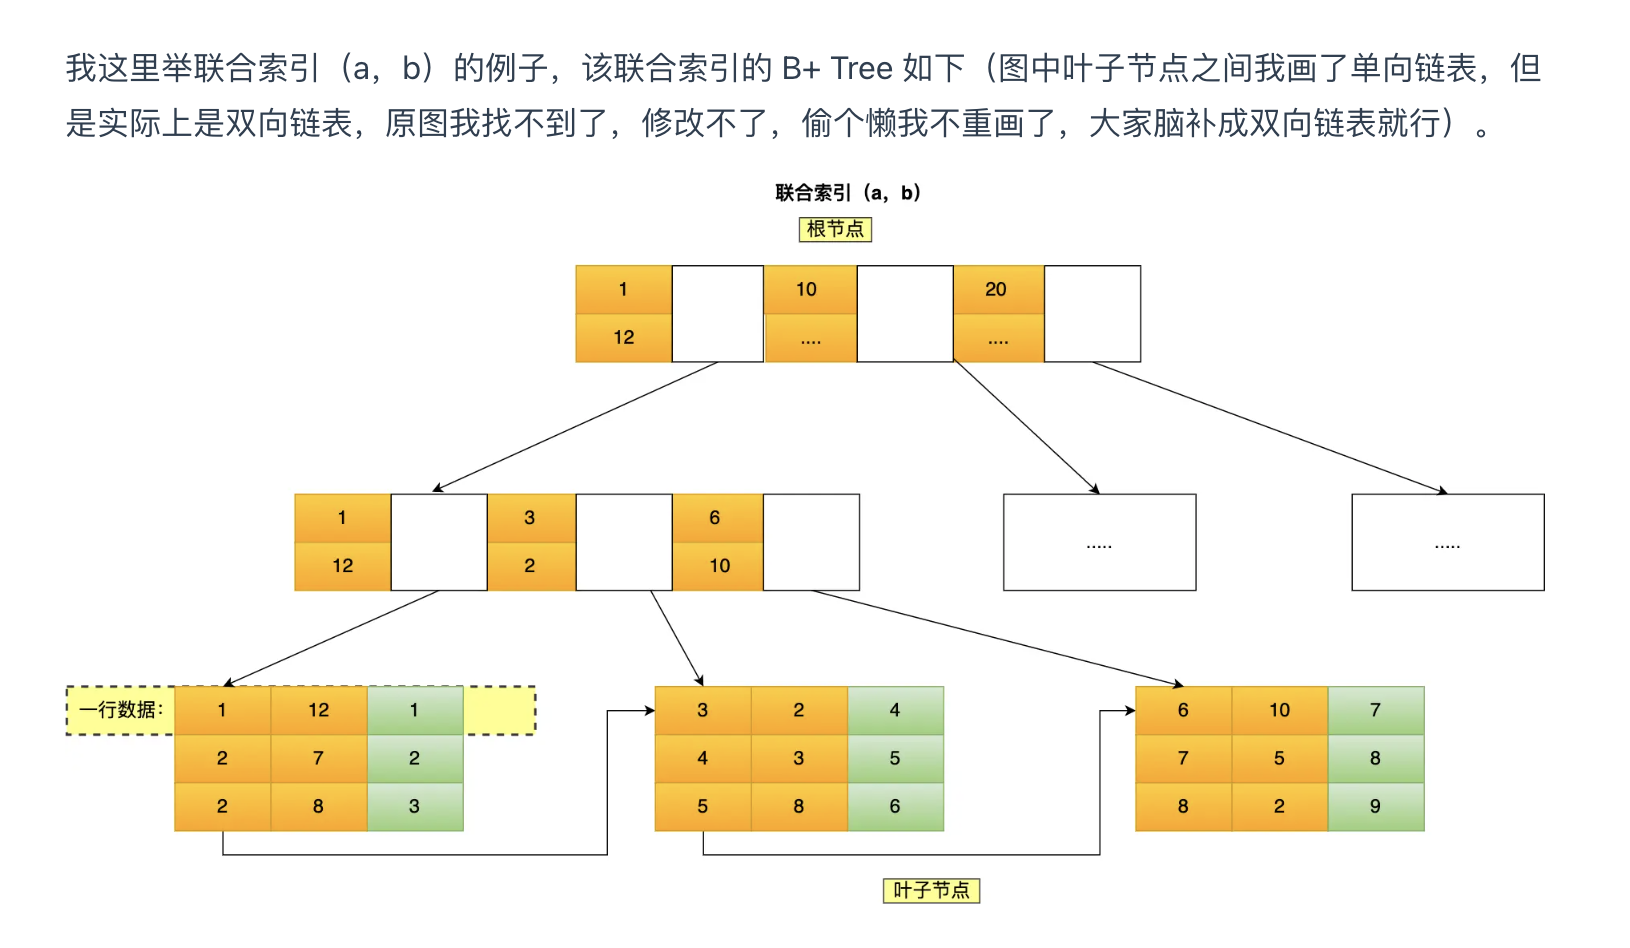 我这里举联合索引（a，b）的例子，该联合索引的 B+ Tree 如下（图中叶子节点之间我画了单向链表，但
是实际上是双向链表，原图我找不到了，修改不了，偷个懒我不重画了，大家脑补成双向链表就行）。
联合索引（a，b）
根节点
1 10 20
12 .... ....
1 3 6
12 2 10
.....
.....
一行数据： 1 12 1
2 7 2
2 8 3
3 2 4
4 3 5
5 8 6
6 10 7
7 5 8
8 2 9
叶子节点